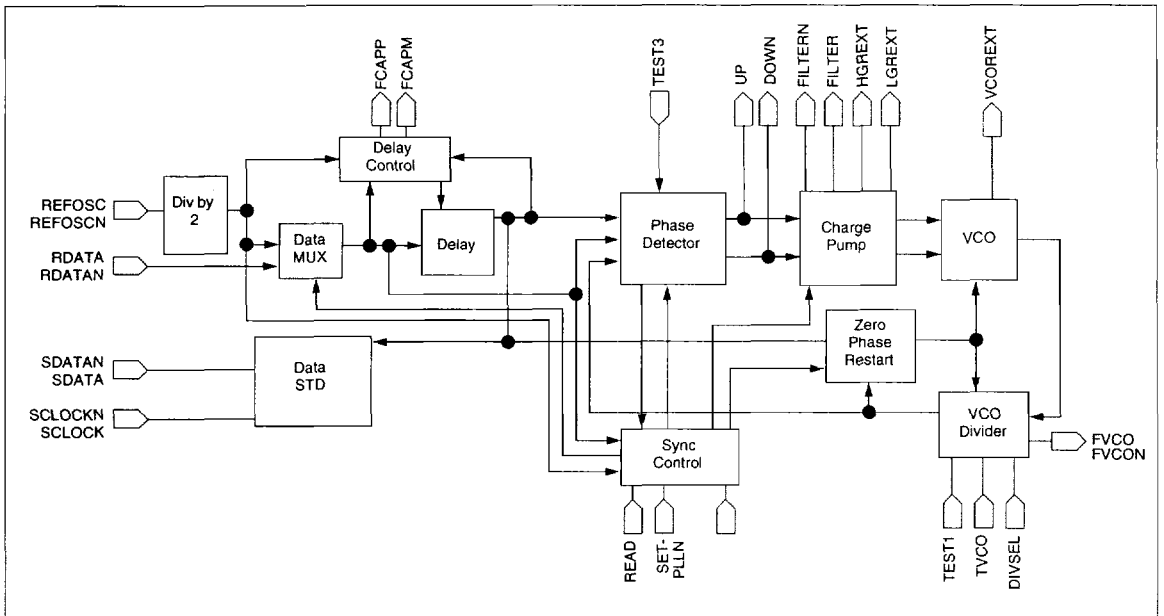 FCAPP
FCAPM
TEST3
UP
DOWN
FILTERN
FILTER
HGREXT
LGREXT
VCOREXT
Delay
Control
REFOSC
REFOSCN
Div by
2
RDATA
RDATAN
Data
MUX
Delay
Phase
Detector
Charge
Pump
VCO
SDATAN
SDATA
SCLOCKN
SCLOCK
Data
STD
Zero
Phase
Restart
Sync
Control
VCO
Divider
FVCO
FVCON
READ
SET-
PLLN
TEST1
TVCO
DIVSEL